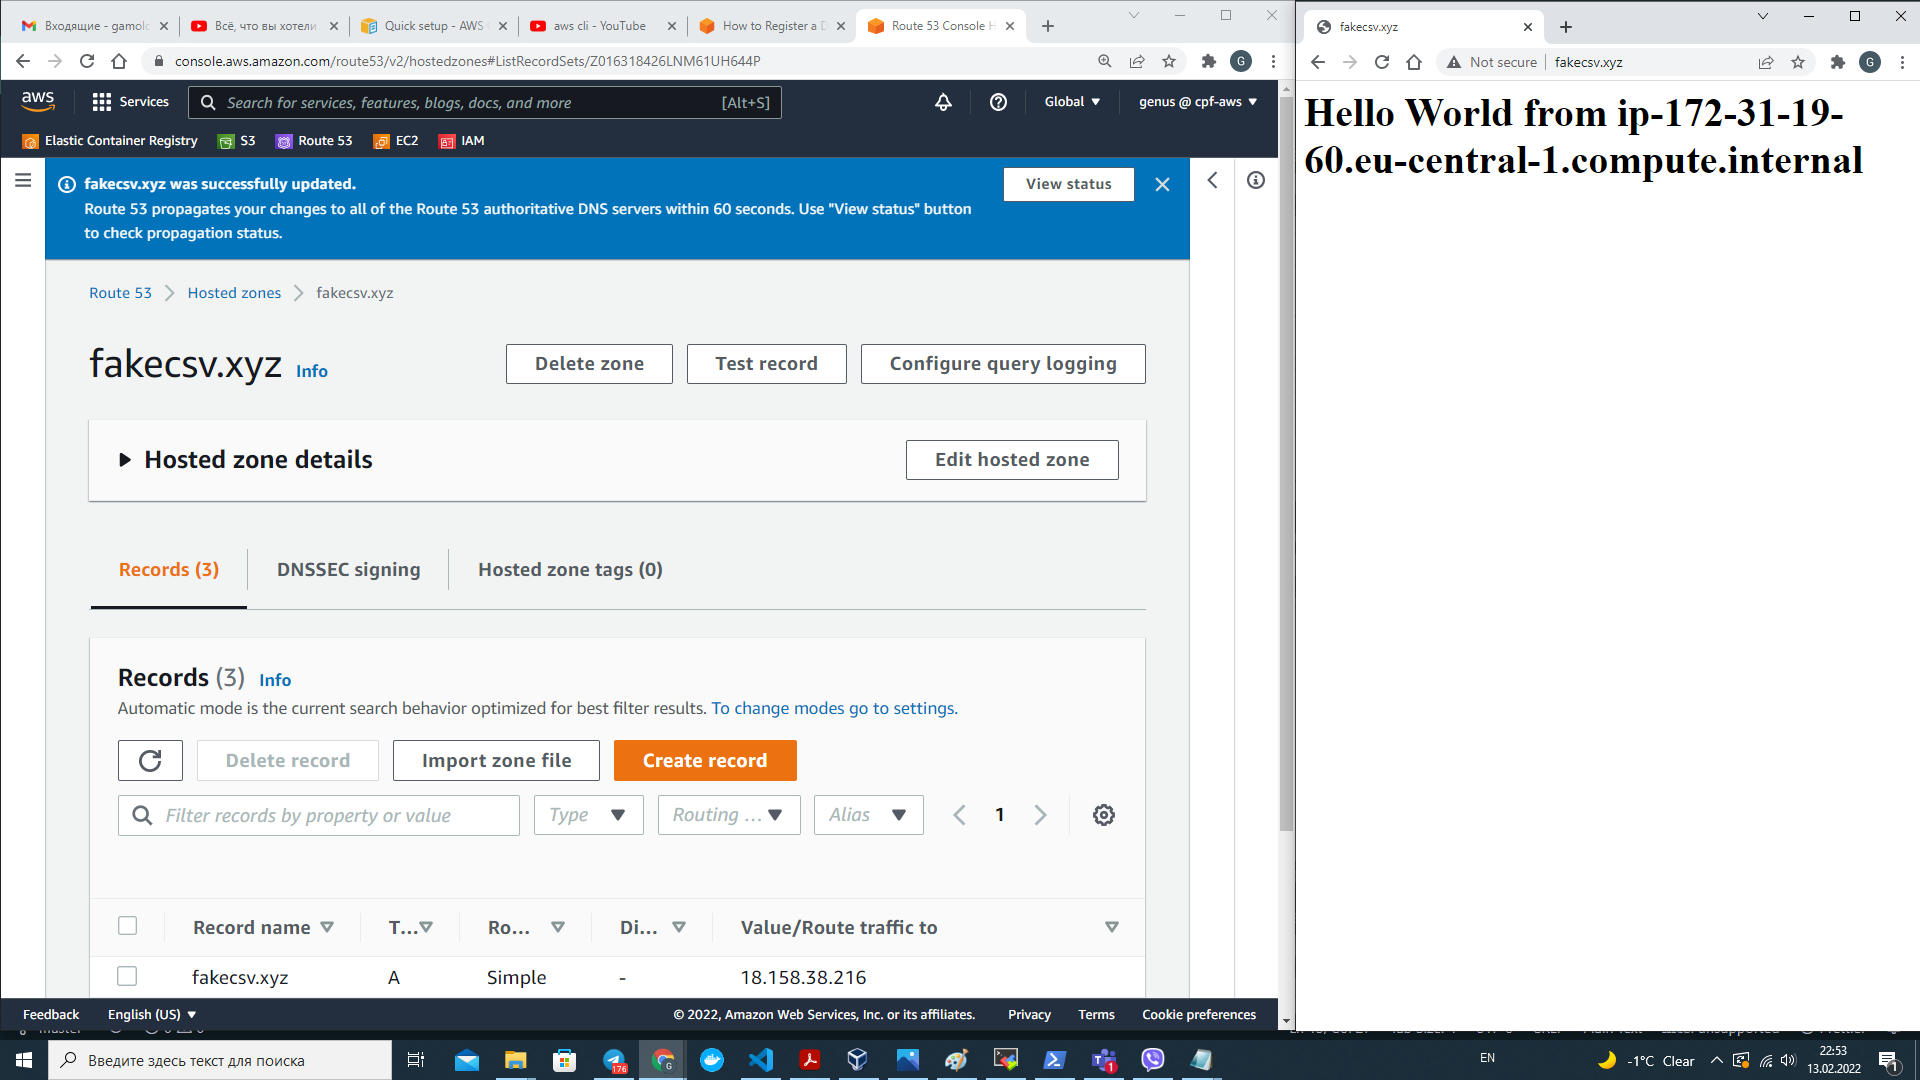 Входящие - gamolc
Всё, что вы хотели
Quick setup - AWS
aws cli - YouTube
How to Register a D
Route 53 Console H
console.aws.amazon.com/route53/v2/hostedzones#ListRecordSets/Z016318426LNM61UH644P
G
aws
Services
Search for services, features, blogs, docs, and more
[Alt+S]
Global
genus @ cpf-aws
Elastic Container Registry
S3
Route 53
EC2
IAM
fakecsv.xyz was successfully updated.
Route 53 propagates your changes to all of the Route 53 authoritative DNS servers within 60 seconds. Use "View status" button
to check propagation status.
View status
Route 53
Hosted zones
fakecsv.xyz
fakecsv.xyz
Info
Delete zone
Test record
Configure query logging
Hosted zone details
Edit hosted zone
Records (3)
DNSSEC signing
Hosted zone tags (0)
Records (3)
Info
Automatic mode is the current search behavior optimized for best filter results. To change modes go to settings.
Delete record
Import zone file
Create record
Filter records by property or value
Type
Routing ...
Alias
1
Record name
T...
Ro...
Di...
Value/Route traffic to
fakecsv.xyz
A
Simple
-
18.158.38.216
Feedback
English (US)
© 2022, Amazon Web Services, Inc. or its affiliates.
Privacy
Terms
Cookie preferences
fakecsv.xyz
Not secure
fakecsv.xyz
G
Hello World from ip-172-31-19-
60.eu-central-1.compute.internal
Введите здесь текст для поиска
176
G
1
EN
-1°C Clear
22:53
13.02.2022
1